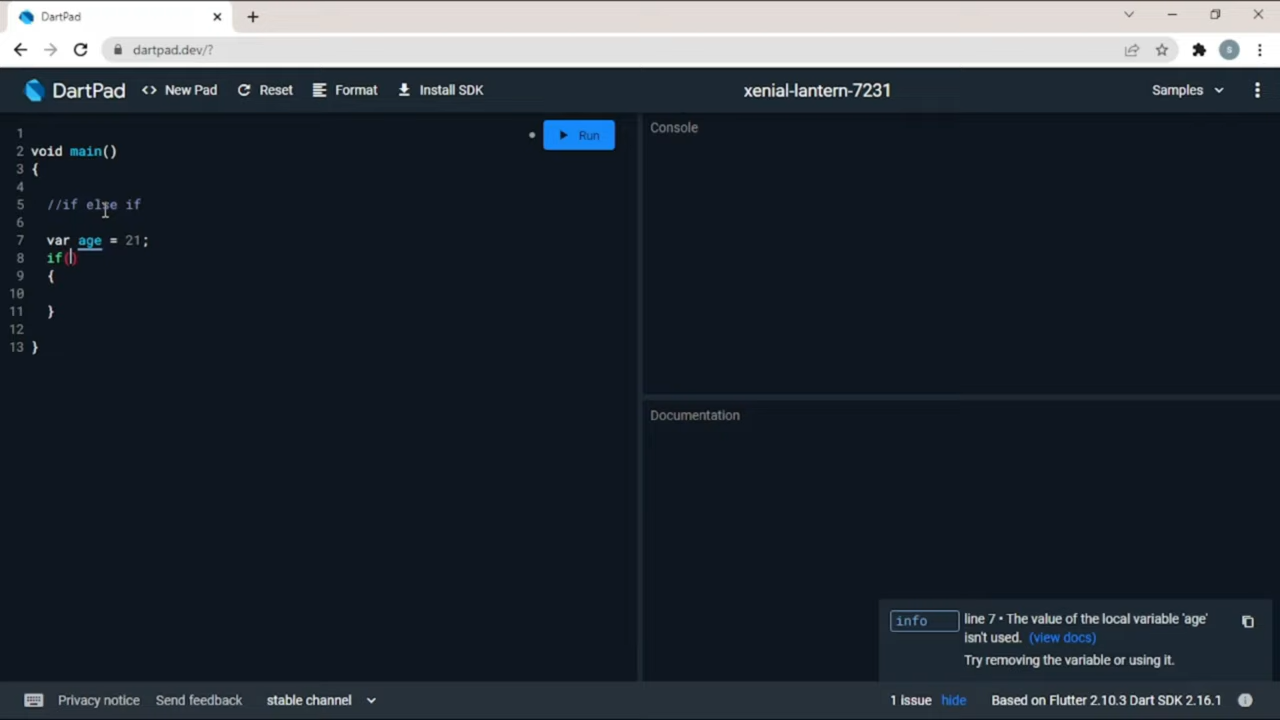 DartPad
dartpad.dev/?
S
DartPad
<> New Pad
Reset
Format
Install SDK
xenial-lantern-7231
Samples
1
2 void main()
3 {
4
5 //if else if
6
7 var age = 21;
8 if()
9 {
10
11 }
12
13 }
Run
Console
Documentation
info
line 7 • The value of the local variable 'age'
isn't used. (view docs)
Try removing the variable or using it.
Privacy notice
Send feedback
stable channel
1 issue
hide
Based on Flutter 2.10.3 Dart SDK 2.16.1